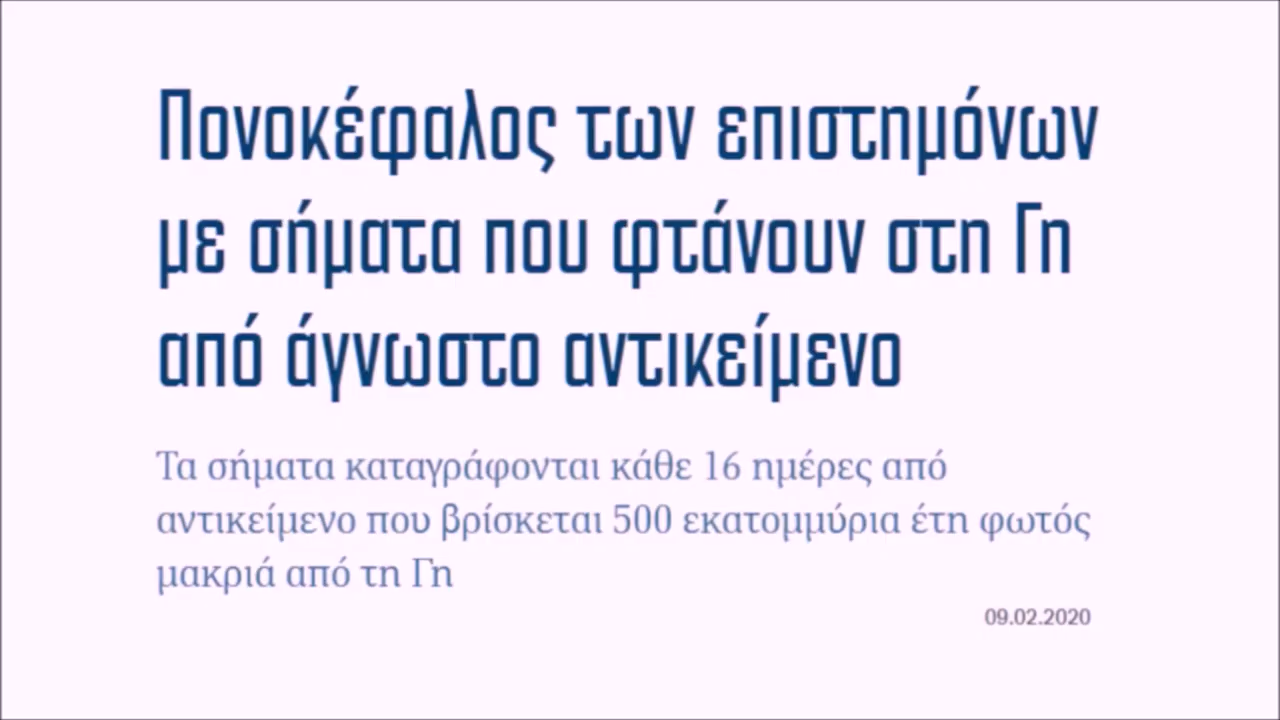 Πονοκέφαλος των επιστημόνων
με σήματα που φτάνουν στη Γη
από άγνωστο αντικείμενο
Τα σήματα καταγράφονται κάθε 16 ημέρες από
αντικείμενο που βρίσκεται 500 εκατομμύρια έτη φωτός
μακριά από τη Γη
09.02.2020